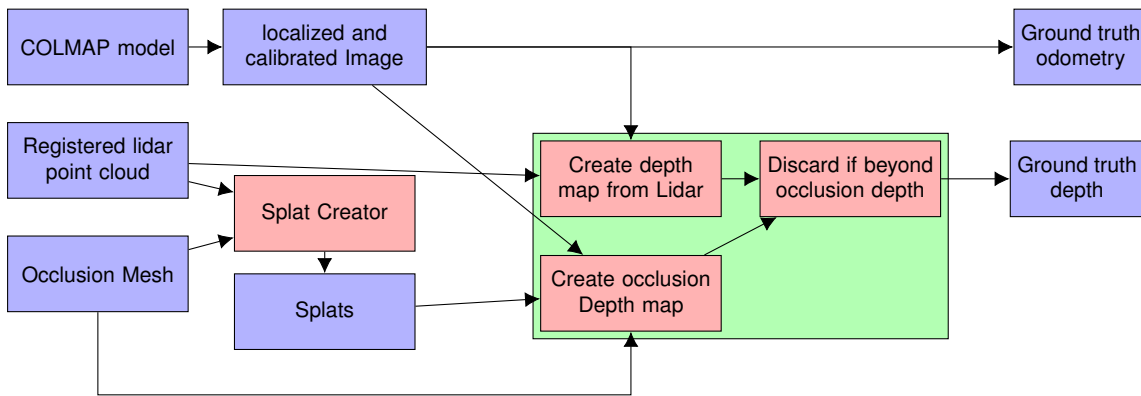 COLMAP model
localized and
calibrated Image
Ground truth
odometry
Registered lidar
point cloud
Create depth
map from Lidar
Discard if beyond
occlusion depth
Ground truth
depth
Splat Creator
Occlusion Mesh
Splats
Create occlusion
Depth map